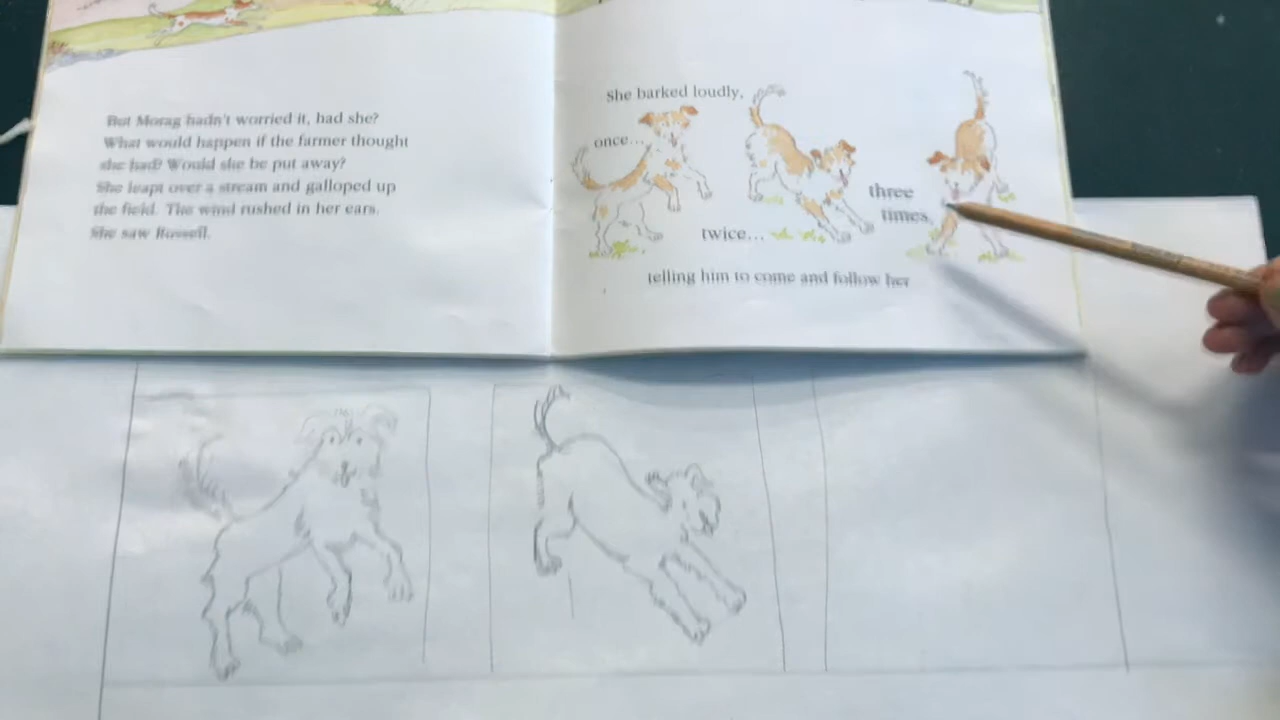 But Morag hadn't worried it, had she?
What would happen if the farmer thought
she had? Would she be put away?
She leapt over a stream and galloped up
the field. The wind rushed in her ears.
She saw Russell.
She barked loudly,
once...
twice...
three
times,
telling him to come and follow her